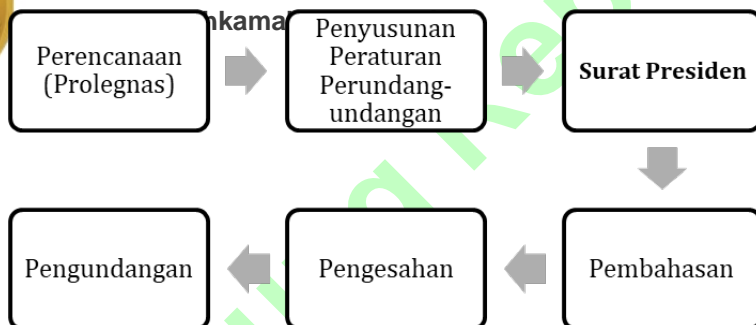 Perencanaan
(Prolegnas)
Penyusunan
Peraturan
Perundang-
undangan
Surat Presiden
Pengundangan
Pengesahan
Pembahasan